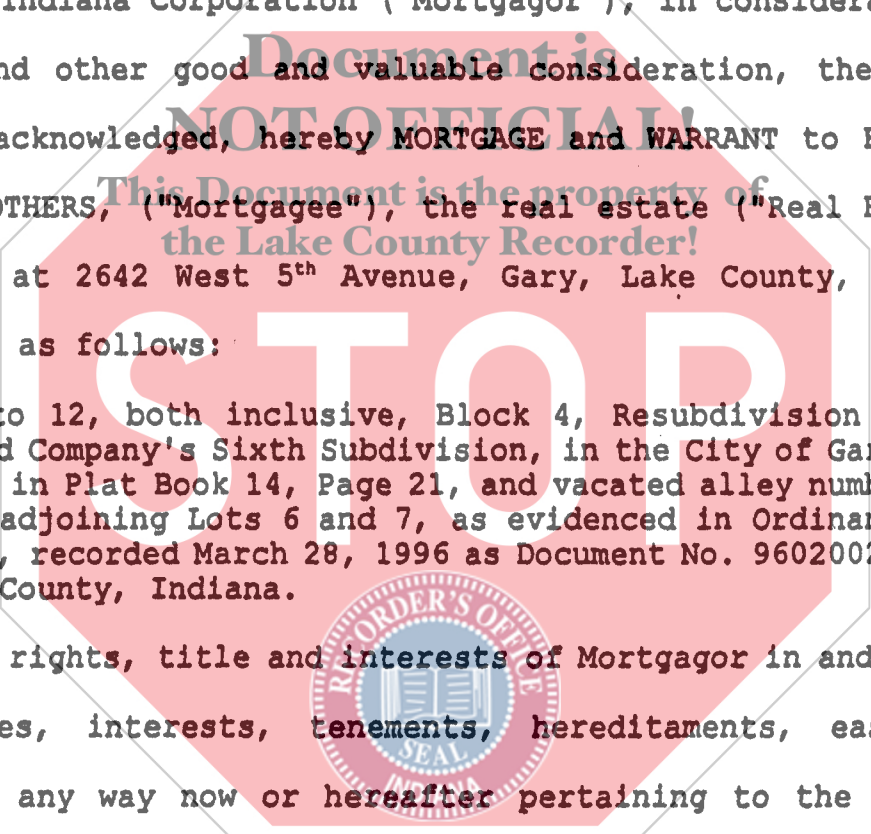 Indiana Corporation ("Mortgagor"), in considera
Document is
nd other good and valuable consideration, the
NOT OFFICIAL!
acknowledged, hereby MORTGAGE and WARRANT to
This Document is the property of
OTHERS, ("Mortgagee"), the real estate ("Real
the Lake County Recorder!
at 2642 West 5th Avenue, Gary, Lake County,
as follows:
STOP
to 12, both inclusive, Block 4, Resubdivision
d Company's Sixth Subdivision, in the City of Gar
in Plat Book 14, Page 21, and vacated alley numb
adjoining Lots 6 and 7, as evidenced in Ordinan
, recorded March 28, 1996 as Document No. 9602002
County, Indiana.
RECORDER'S OFFICE
rights, title and interests of Mortgagor in and
es, interests, tenements, hereditaments, eas
SEAL
INDIANA
any way now or hereafter pertaining to the